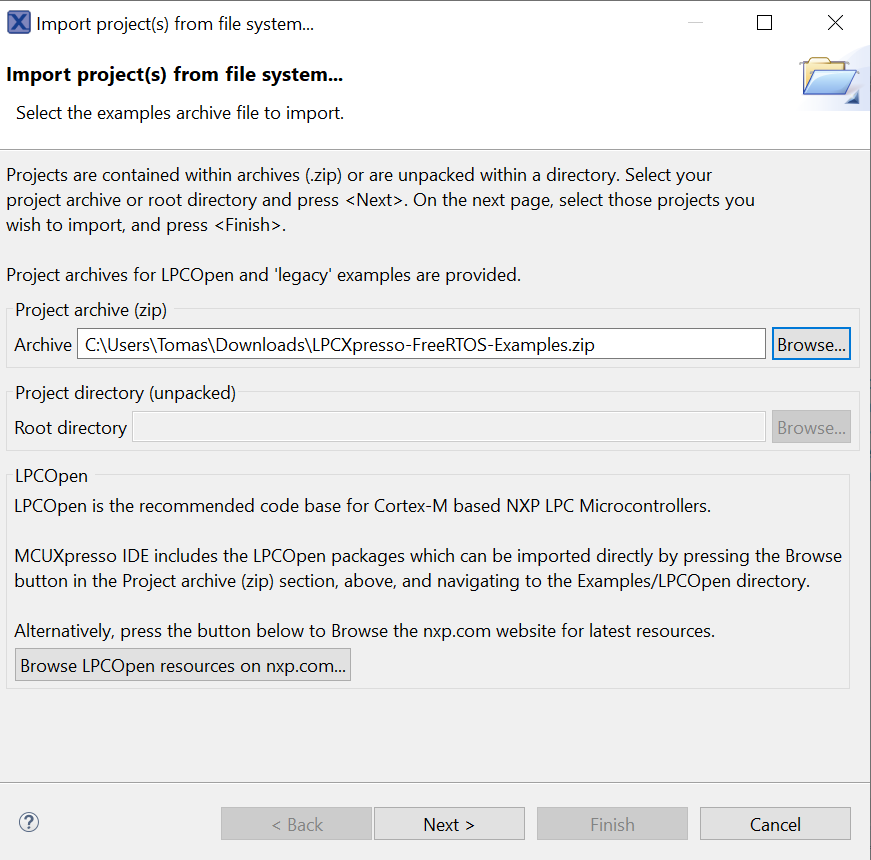 Import project(s) from file system...
Import project(s) from file system...
Select the examples archive file to import.
Projects are contained within archives (.zip) or are unpacked within a directory. Select your
project archive or root directory and press <Next>. On the next page, select those projects you
wish to import, and press <Finish>.
Project archives for LPCOpen and 'legacy' examples are provided.
Project archive (zip)
Archive C:\Users\Tomas\Downloads\LPCXpresso-FreeRTOS-Examples.zip Browse...
Project directory (unpacked)
Root directory Browse...
LPCOpen
LPCOpen is the recommended code base for Cortex-M based NXP LPC Microcontrollers.
MCUXpresso IDE includes the LPCOpen packages which can be imported directly by pressing the Browse
button in the Project archive (zip) section, above, and navigating to the Examples/LPCOpen directory.
Alternatively, press the button below to Browse the nxp.com website for latest resources.
Browse LPCOpen resources on nxp.com...
? < Back Next > Finish Cancel